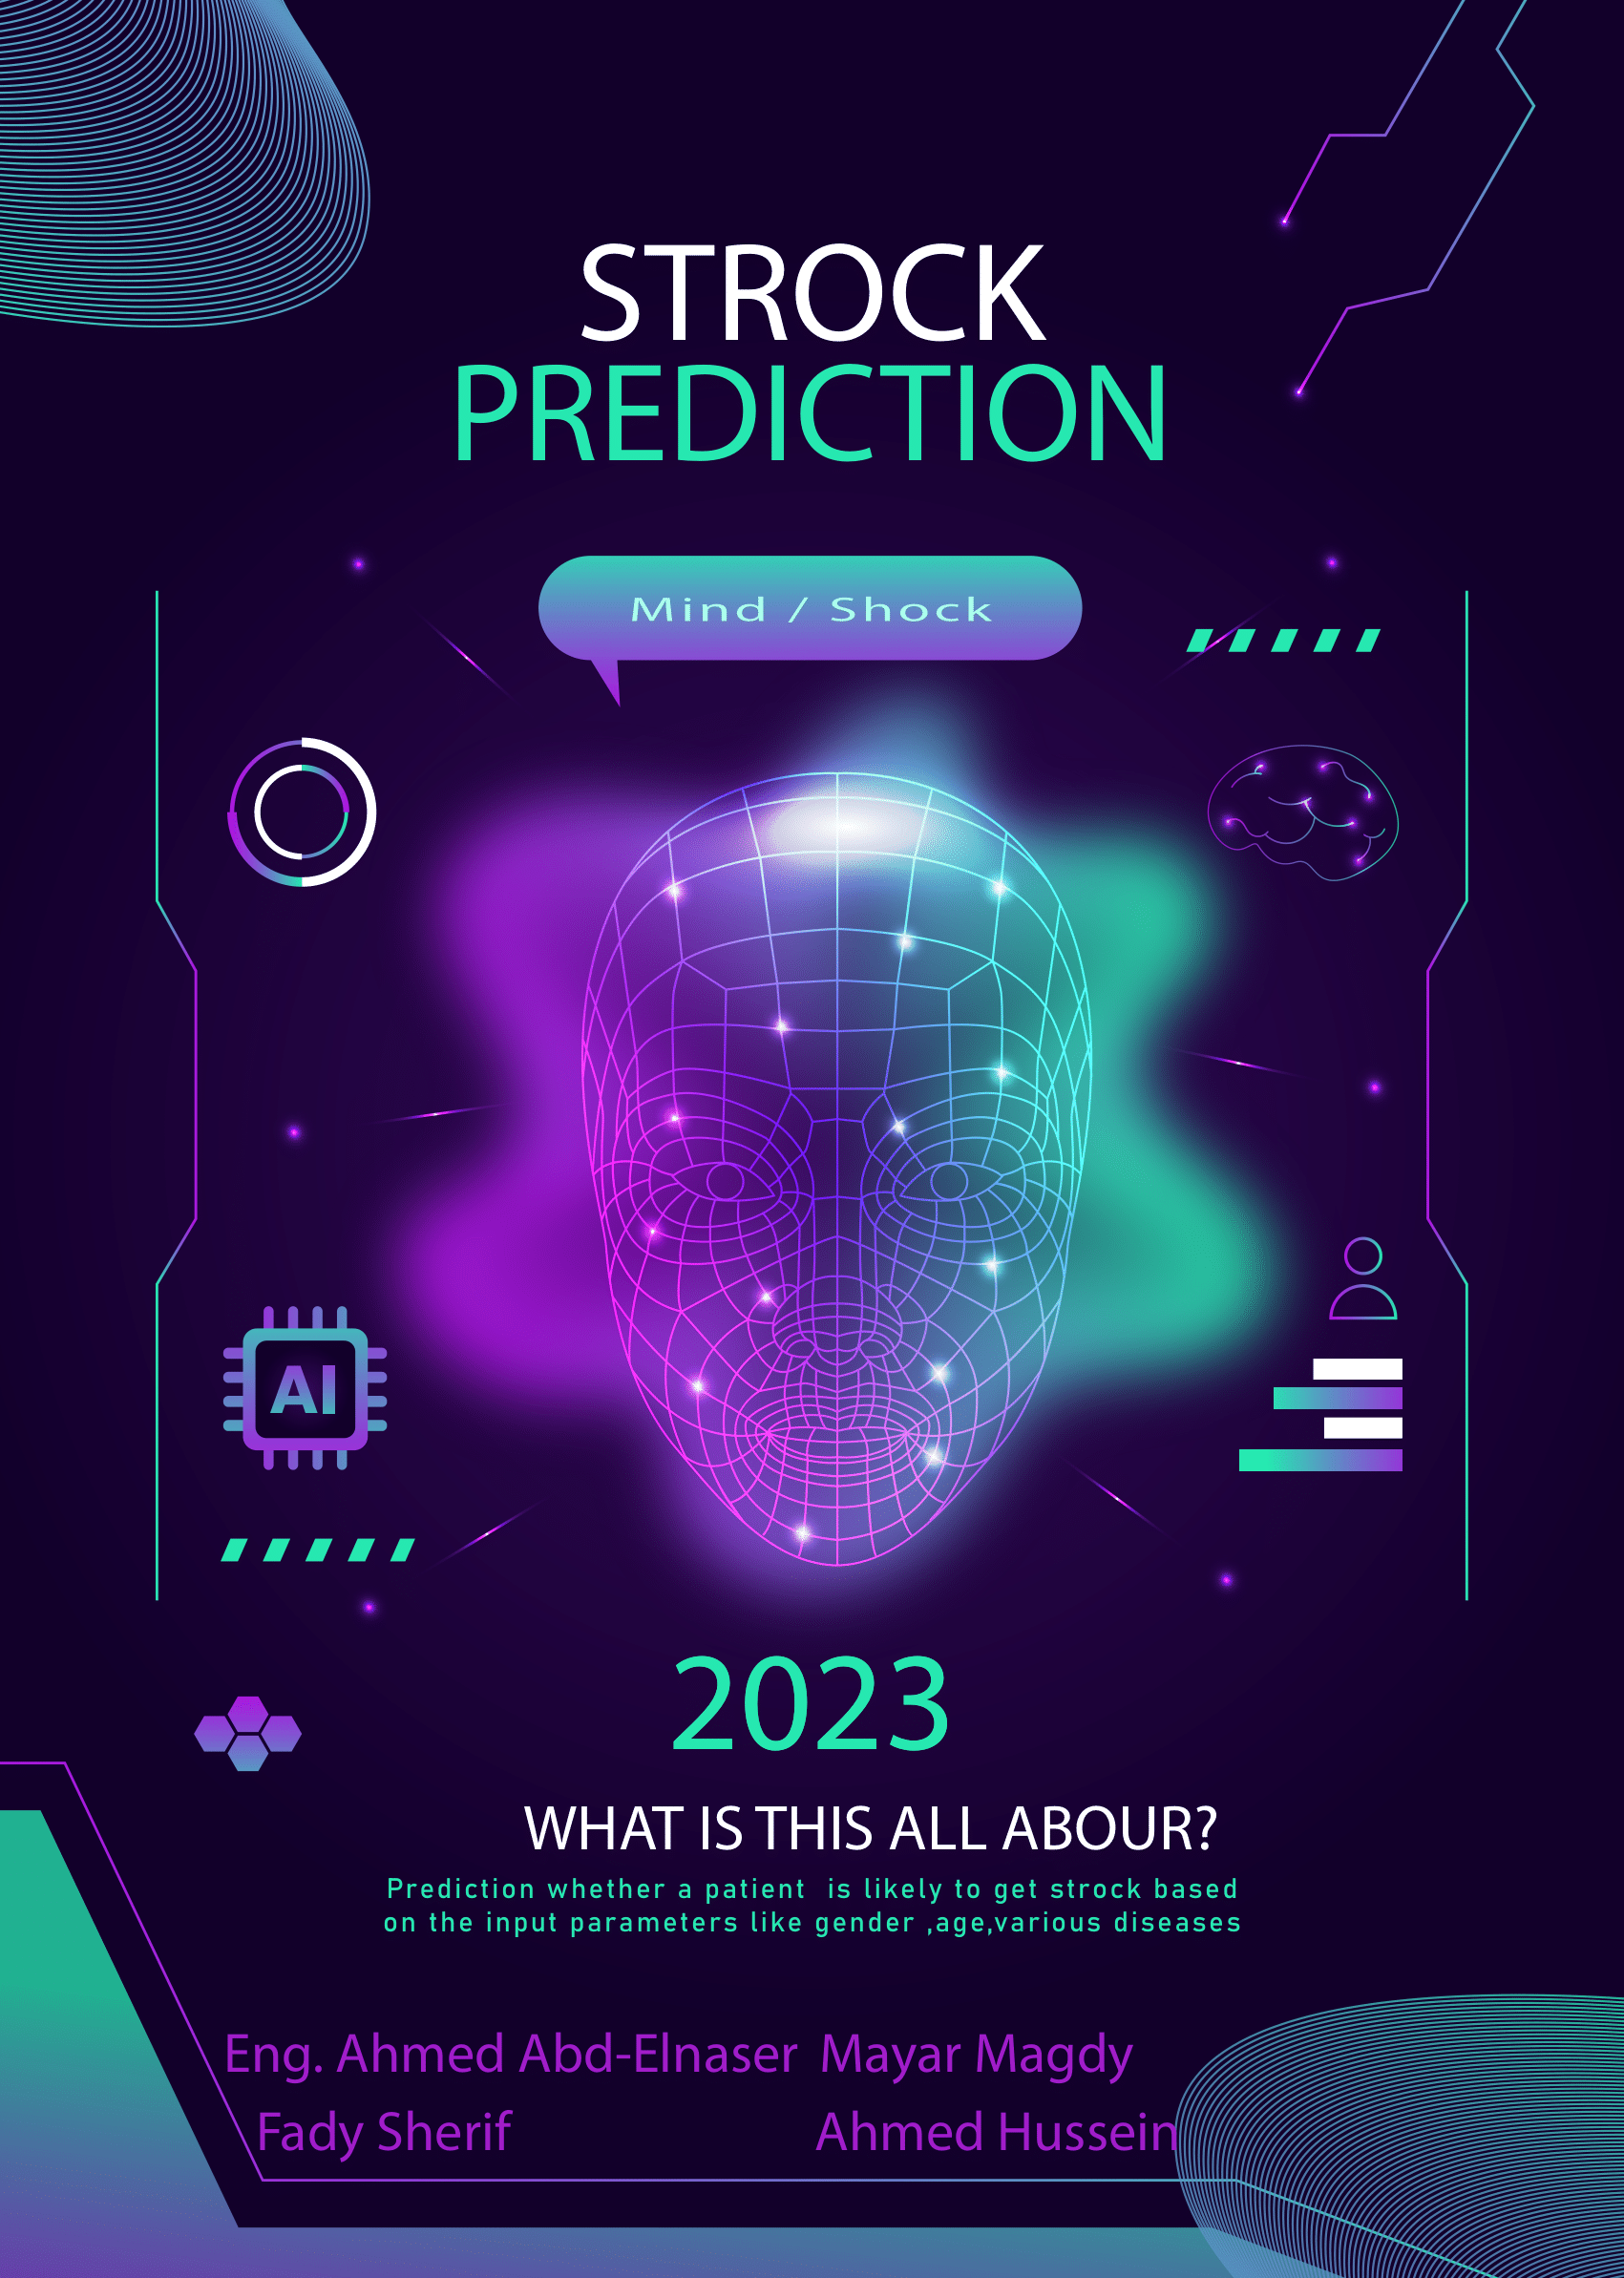 STROCK
PREDICTION
Mind / Shock
AI
2023
WHAT IS THIS ALL ABOUR?
Prediction whether a patient  is likely to get strock based
on the input parameters like gender ,age,various diseases
Eng. Ahmed Abd-Elnaser Mayar Magdy
Fady Sherif Ahmed Hussein